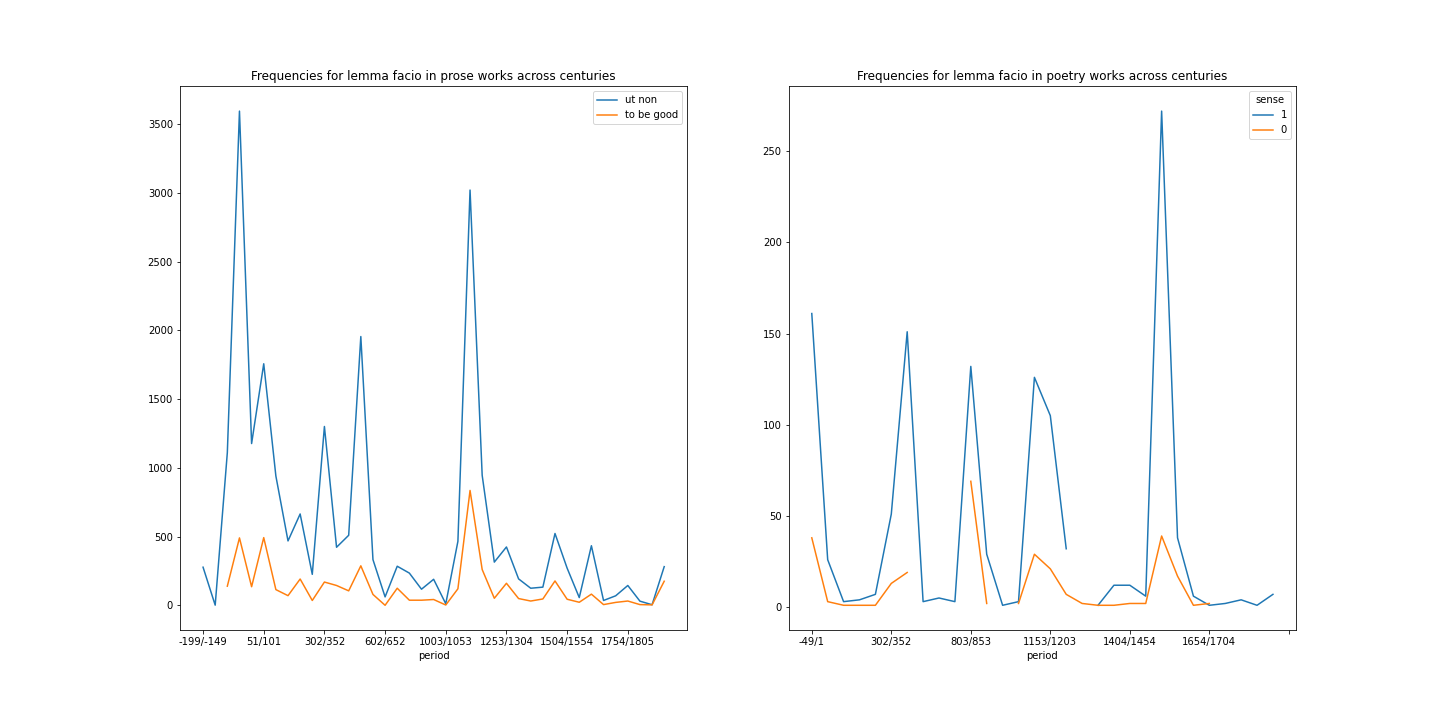 Frequencies for lemma facio in prose works across centuries
ut non
to be good
3500
3000
2500
2000
1500
1000
500
0
-199/-149 51/101 302/352 602/652 1003/1053 1253/1304 1504/1554 1754/1805
period
Frequencies for lemma facio in poetry works across centuries
sense
1
0
250
200
150
100
50
0
-49/1 302/352 803/853 1153/1203 1404/1454 1654/1704
period